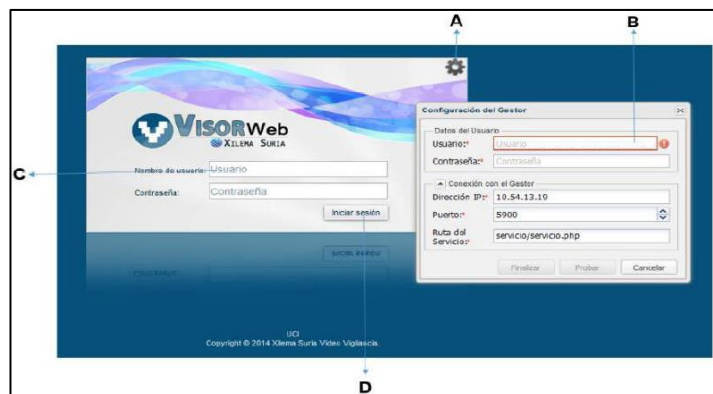 A
B
VISORWeb
XILEMA SURIA
C
Nombre de usuario:
Usuario
Contraseña:
Contraseña
Iniciar sesión
UCI
Copyright © 2014 Xilema Suria Video Vigilancia.
D
Configuración del Gestor
Datos del Usuario
Usuario:*
Usuario
Contraseña:*
Contraseña
Conexión con el Gestor
Dirección IP:*
10.54.13.19
Puerto:*
5900
Ruta del
Servicio:*
servicio/servicio.php
Finalizar
Probar
Cancelar